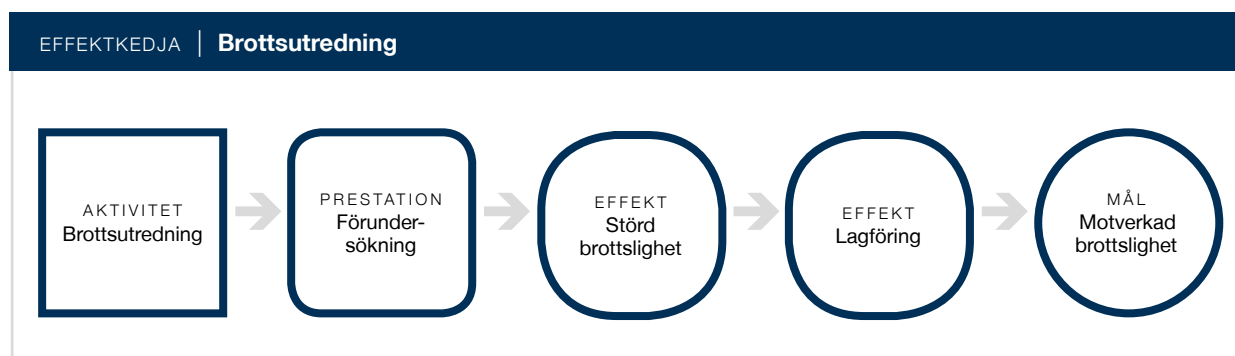 EFFEKTKEDJA | Brottsutredning
AKTIVITET
Brottsutredning
PRESTATION
Förunder-
sökning
EFFEKT
Störd
brottslighet
EFFEKT
Lagföring
MÅL
Motverkad
brottslighet